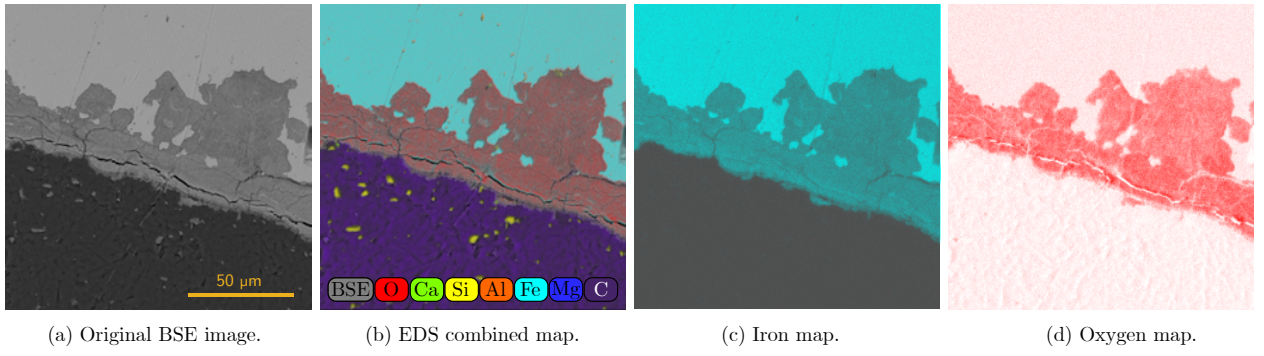 50 µm
BSE O Ca Si Al Fe Mg C
(a) Original BSE image.
(b) EDS combined map.
(c) Iron map.
(d) Oxygen map.